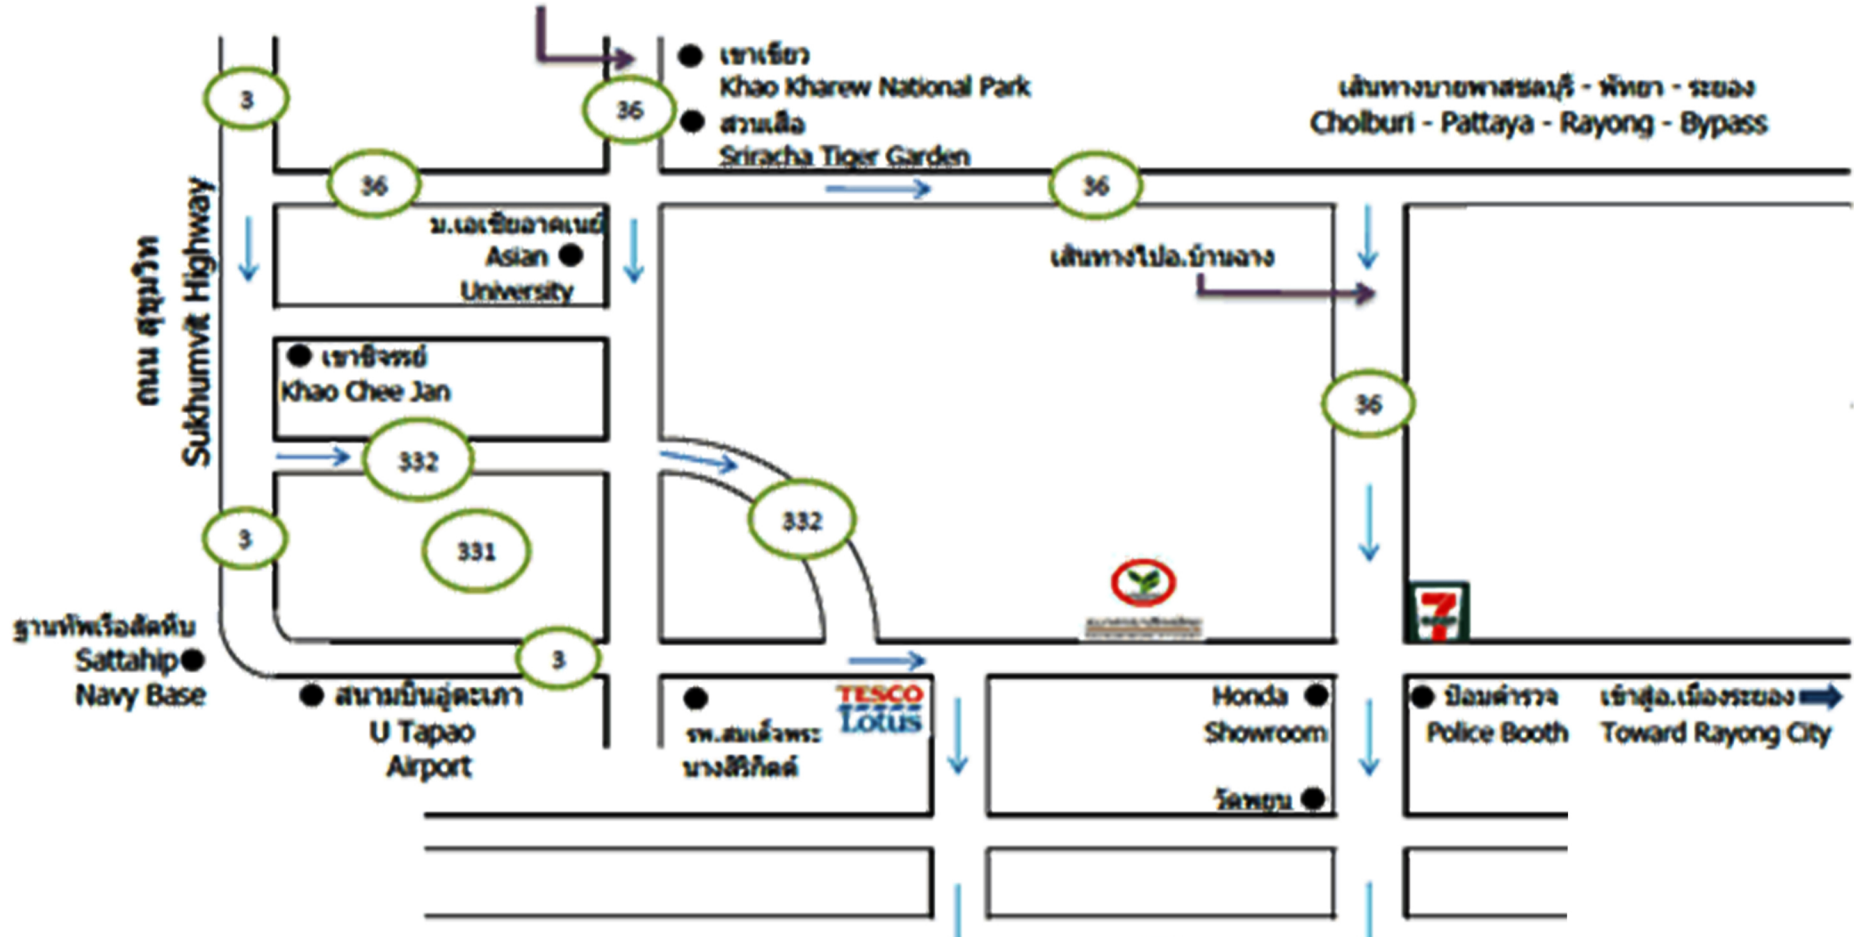 3
36
เขาเขียว
Khao Kharew National Park
สวนเสือ
Sriracha Tiger Garden
เส้นทางบายพาสชลบุรี - พัทยา - ระยอง
Cholburi - Pattaya - Rayong - Bypass
36
36
ถนน สุขุมวิท
Sukhumvit Highway
ม.เอเชียอาคเนย์
Asian
University
เส้นทางไปอ.บ้านฉาง
เขาชีจรรย์
Khao Chee Jan
36
332
332
331
3
7
ฐานทัพเรือสัตหีบ
Sattahip
Navy Base
3
สนามบินอู่ตะเภา
U Tapao
Airport
รพ.สมเด็จพระ
นางสิริกิตต์
TESCO
Lotus
Honda
Showroom
วัดพยูน
ป้อมตำรวจ
Police Booth
เข้าสู่อ.เมืองระยอง
Toward Rayong City